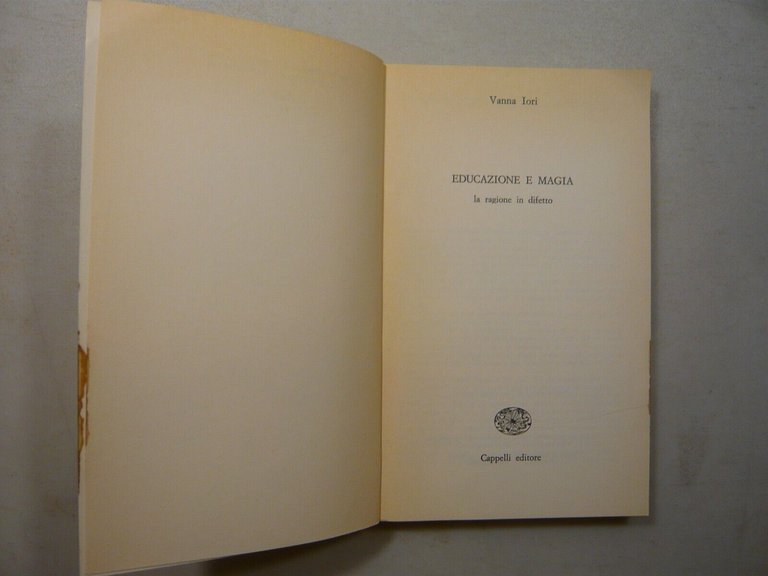 Vanna Iori
EDUCAZIONE E MAGIA
la ragione in difetto
Cappelli editore